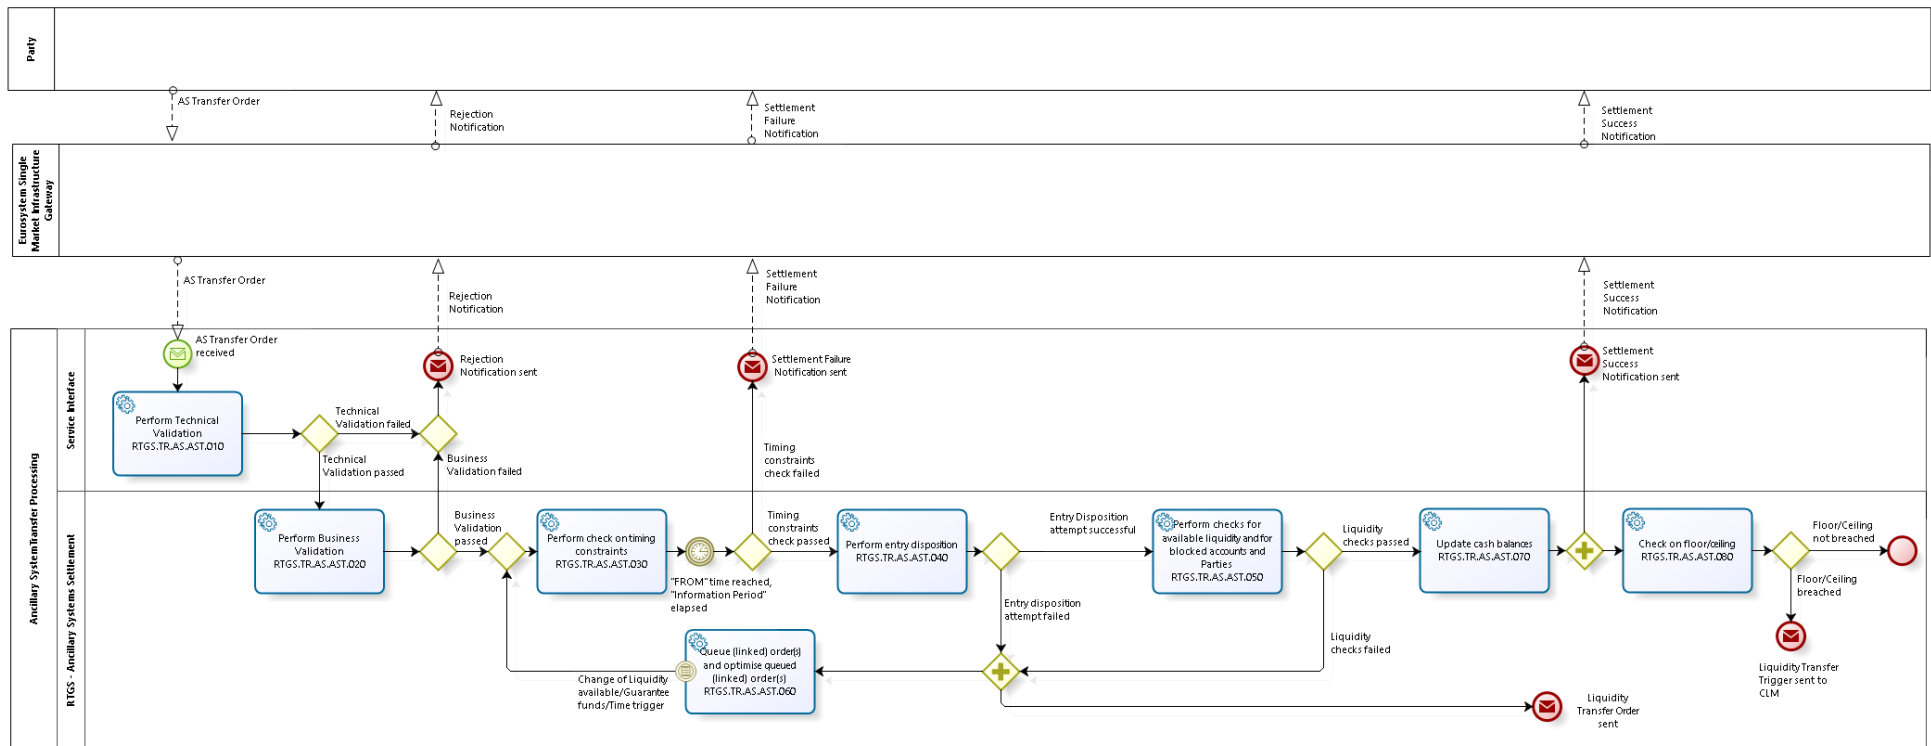 Party
AS Transfer Order
Rejection
Notification
Settlement
Failure
Notification
Settlement
Success
Notification
Eurosystem Single
Market Infrastructure
Gateway
AS Transfer Order
Rejection
Notification
Settlement
Failure
Notification
Settlement
Success
Notification
Ancillary System Transfer Processing
Service Interface
AS Transfer Order
received
Rejection
Notification sent
Settlement Failure
Notification sent
Settlement
Success
Notification sent
Perform Technical
Validation
RTGS.TR.AS.AST.010
Technical
Validation failed
Technical
Validation passed
Business
Validation failed
Timing
constraints
check failed
RTGS - Ancillary Systems Settlement
Perform Business
Validation
RTGS.TR.AS.AST.020
Business
Validation
passed
Perform check on timing
constraints
RTGS.TR.AS.AST.030
"FROM" time reached,
"Information Period"
elapsed
Timing
constraints
check passed
Perform entry disposition
RTGS.TR.AS.AST.040
Entry Disposition
attempt successful
Entry disposition
attempt failed
Perform checks for
available liquidity and for
blocked accounts and
Parties
RTGS.TR.AS.AST.050
Liquidity
checks passed
Liquidity
checks failed
Update cash balances
RTGS.TR.AS.AST.070
Check on floor/ceiling
RTGS.TR.AS.AST.080
Floor/Ceiling
not breached
Floor/Ceiling
breached
Liquidity Transfer
Trigger sent to
CLM
Queue (linked) order(s)
and optimise queued
(linked) order(s)
RTGS.TR.AS.AST.060
Change of Liquidity
available/Guarantee
funds/Time trigger
Liquidity
Transfer Order
sent